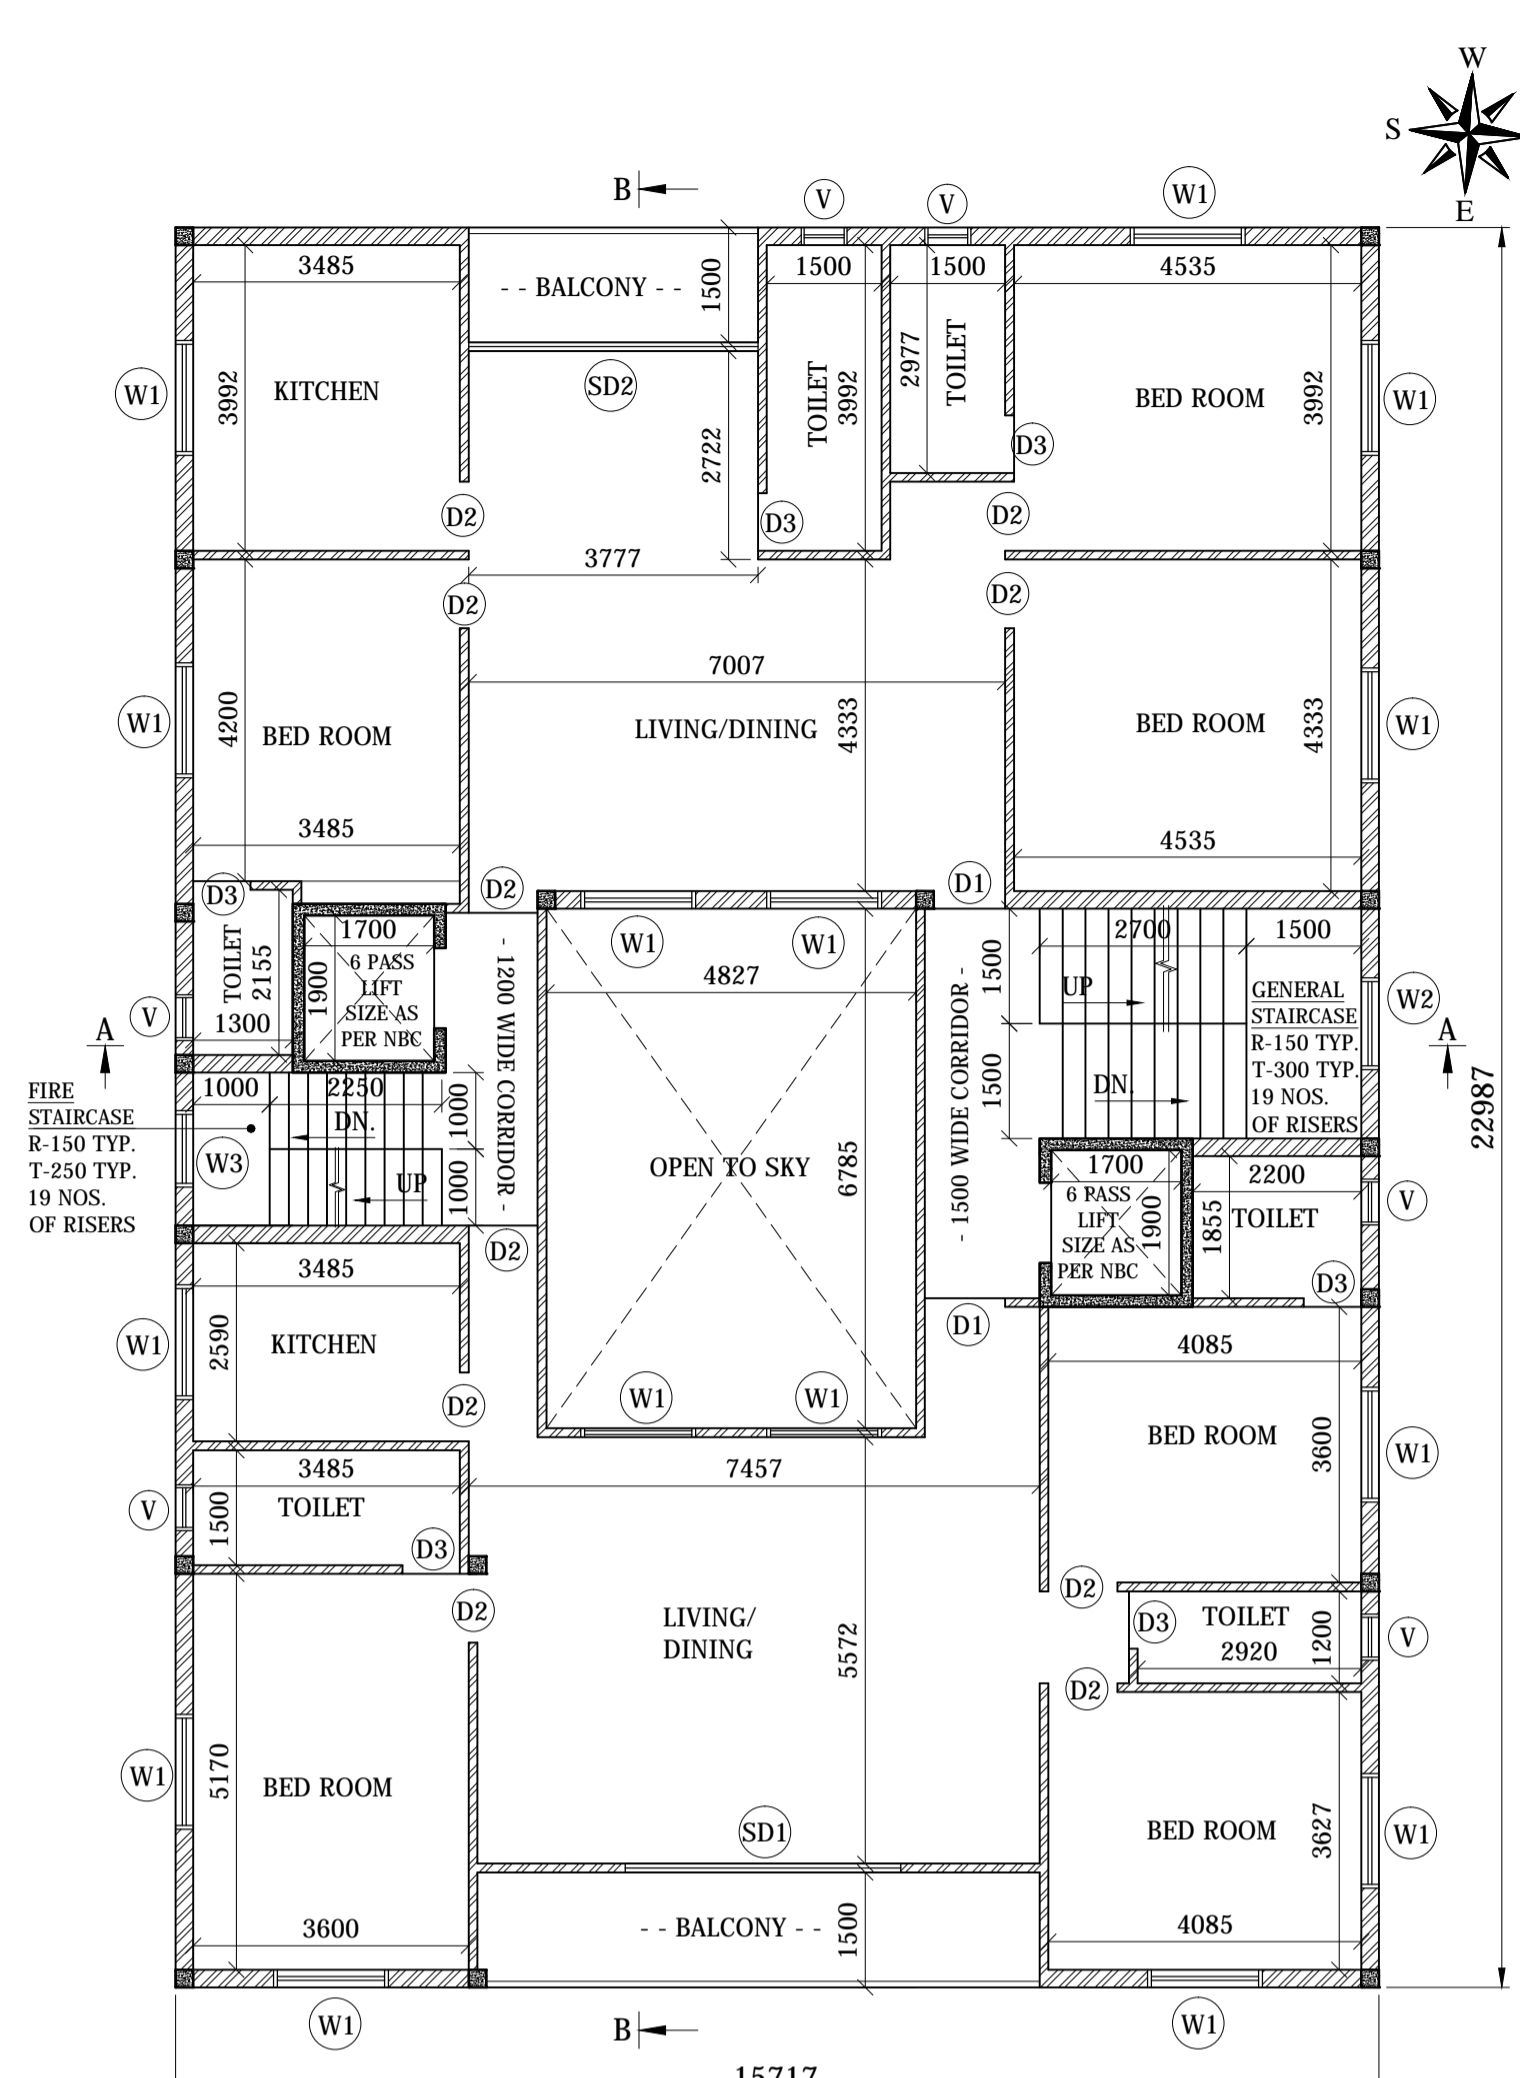 W
S
E
B
V
V
W1
3485
- - BALCONY - -
1500
1500
1500
4535
W1
KITCHEN
3992
SD2
2722
TOILET
3992
2977
TOILET
BED ROOM
3992
W1
D3
D2
D3
D2
3777
D2
D2
7007
W1
4200
BED ROOM
LIVING/DINING
4333
BED ROOM
4333
W1
3485
4535
D3
D2
D1
TOILET
2155
1300
1700
1900
6 PASS
LIFT
SIZE AS
PER NBC
- 1200 WIDE CORRIDOR -
W1
W1
4827
- 1500 WIDE CORRIDOR -
1500
1500
2700
1500
UP
DN.
GENERAL
STAIRCASE
R-150 TYP.
T-300 TYP.
19 NOS.
OF RISERS
W2
V
A
A
22987
FIRE
STAIRCASE
R-150 TYP.
T-250 TYP.
19 NOS.
OF RISERS
1000
2250
1000
1000
DN.
UP
W3
OPEN TO SKY
6785
1700
1900
6 PASS
LIFT
SIZE AS
PER NBC
2200
1855
TOILET
V
D3
D2
D1
3485
W1
2590
KITCHEN
D2
W1
W1
4085
BED ROOM
3600
W1
3485
7457
V
1500
TOILET
D3
D2
LIVING/
DINING
5572
D2
D3
TOILET
2920
1200
V
D2
W1
5170
BED ROOM
SD1
BED ROOM
3627
W1
3600
- - BALCONY - -
1500
4085
W1
B
W1
15717